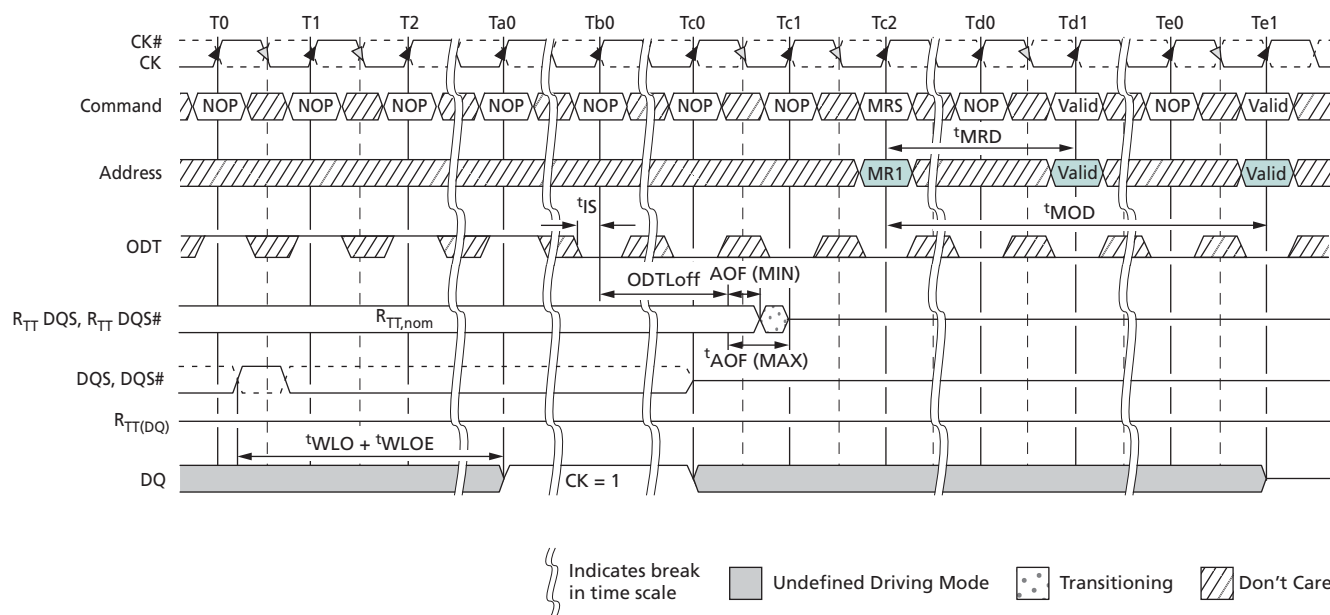 T0 T1 T2 Ta0 Tb0 Tc0 Tc1 Tc2 Td0 Td1 Te0 Te1
CK#
CK
Command NOP NOP NOP NOP NOP NOP NOP MRS NOP Valid NOP Valid
tMRD
Address MR1 Valid Valid
tIS tMOD
ODT
ODTLoff AOF (MIN)
RTT DQS, RTT DQS# RTT,nom
tAOF (MAX)
DQS, DQS#
RTT(DQ)
tWLO + tWLOE
DQ CK = 1
Indicates break
in time scale
Undefined Driving Mode
Transitioning
Don't Care